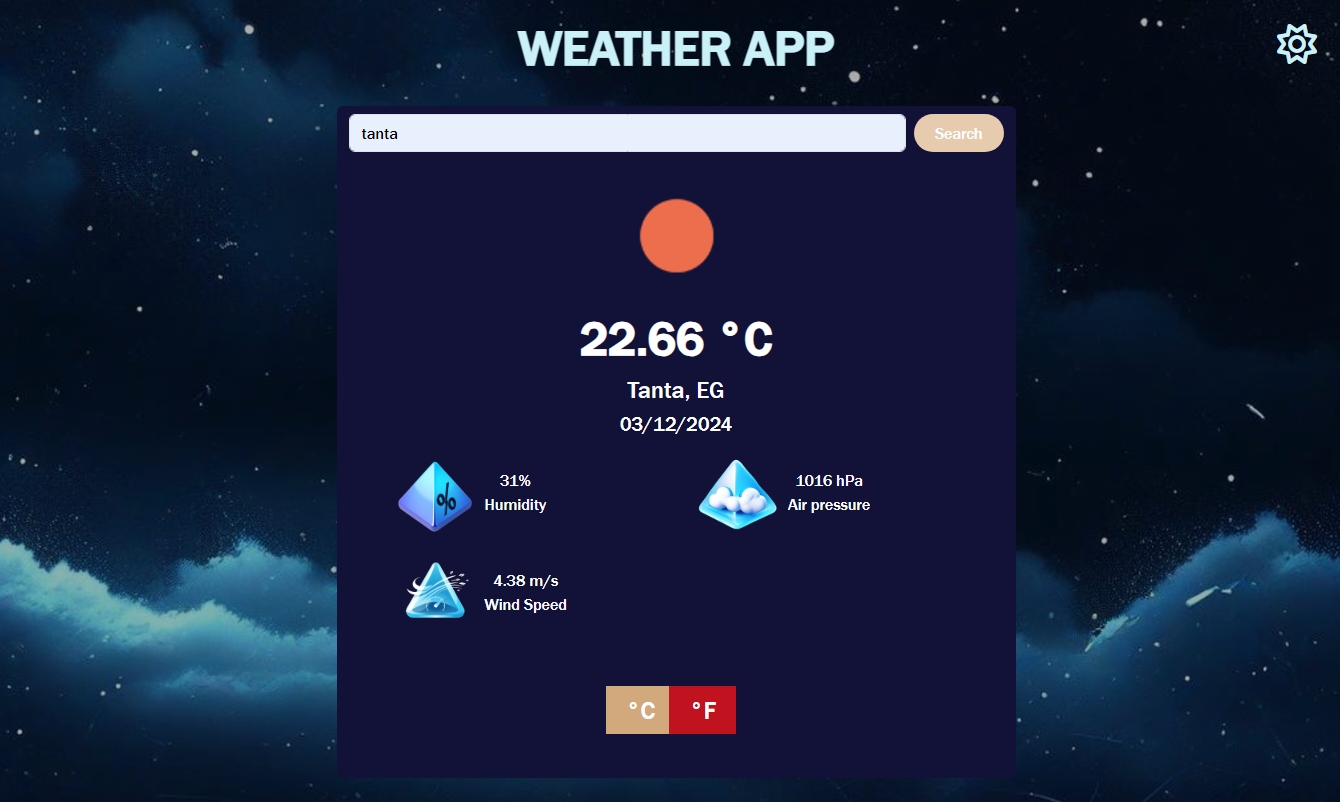 WEATHER APP
tanta
Search
22.66 °C
Tanta, EG
03/12/2024
%
31%
Humidity
1016 hPa
Air pressure
4.38 m/s
Wind Speed
°C
°F